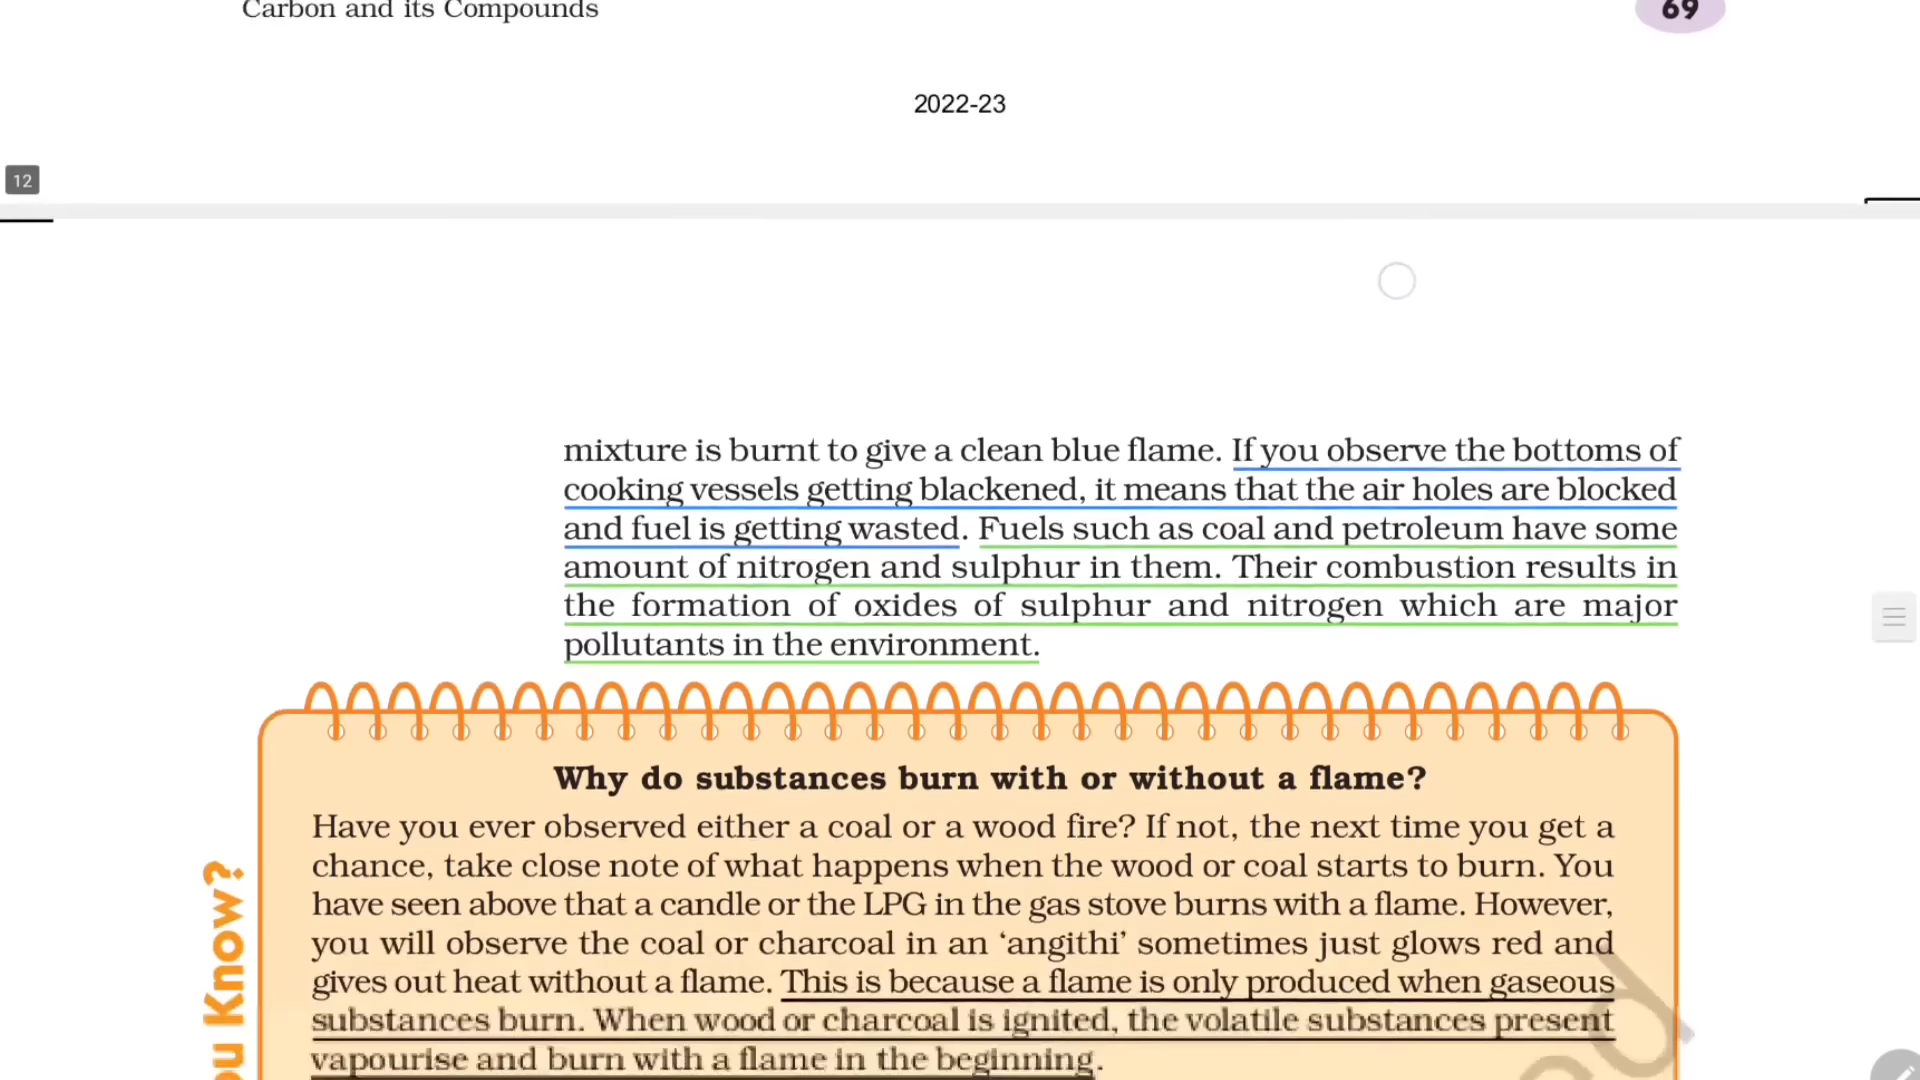 Carbon and its Compounds
69
2022-23
12
mixture is burnt to give a clean blue flame. If you observe the bottoms of
cooking vessels getting blackened, it means that the air holes are blocked
and fuel is getting wasted. Fuels such as coal and petroleum have some
amount of nitrogen and sulphur in them. Their combustion results in
the formation of oxides of sulphur and nitrogen which are major
pollutants in the environment.
Why do substances burn with or without a flame?
Have you ever observed either a coal or a wood fire? If not, the next time you get a
chance, take close note of what happens when the wood or coal starts to burn. You
have seen above that a candle or the LPG in the gas stove burns with a flame. However,
you will observe the coal or charcoal in an ‘angithi’ sometimes just glows red and
gives out heat without a flame. This is because a flame is only produced when gaseous
substances burn. When wood or charcoal is ignited, the volatile substances present
vapourise and burn with a flame in the beginning.
Know?